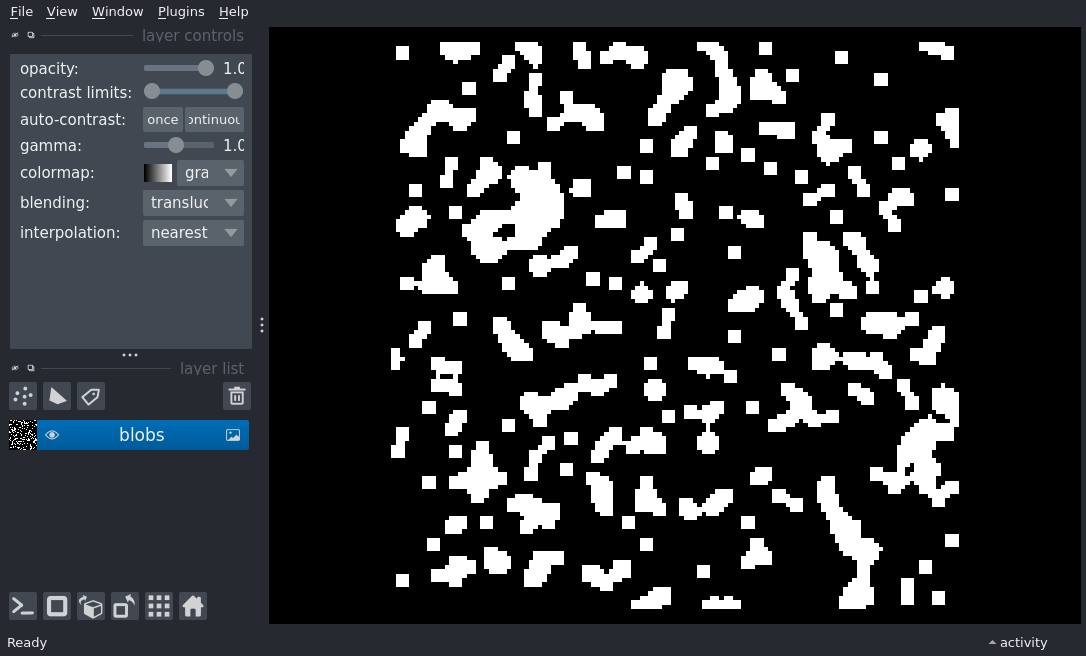 File View Window Plugins Help
layer controls
opacity: 1.0
contrast limits:
auto-contrast: once ontinuou
gamma: 1.0
colormap: gra
blending: transluc
interpolation: nearest
layer list
blobs
Ready
activity